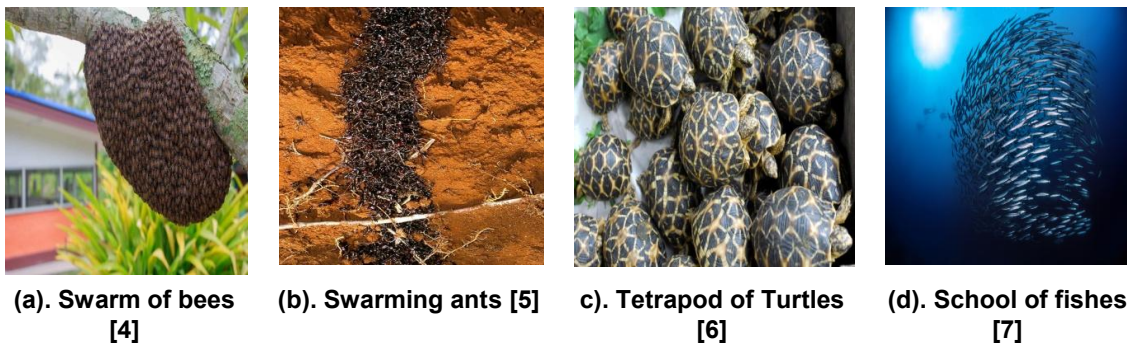 (a). Swarm of bees
[4]
(b). Swarming ants [5]
c). Tetrapod of Turtles
[6]
(d). School of fishes
[7]